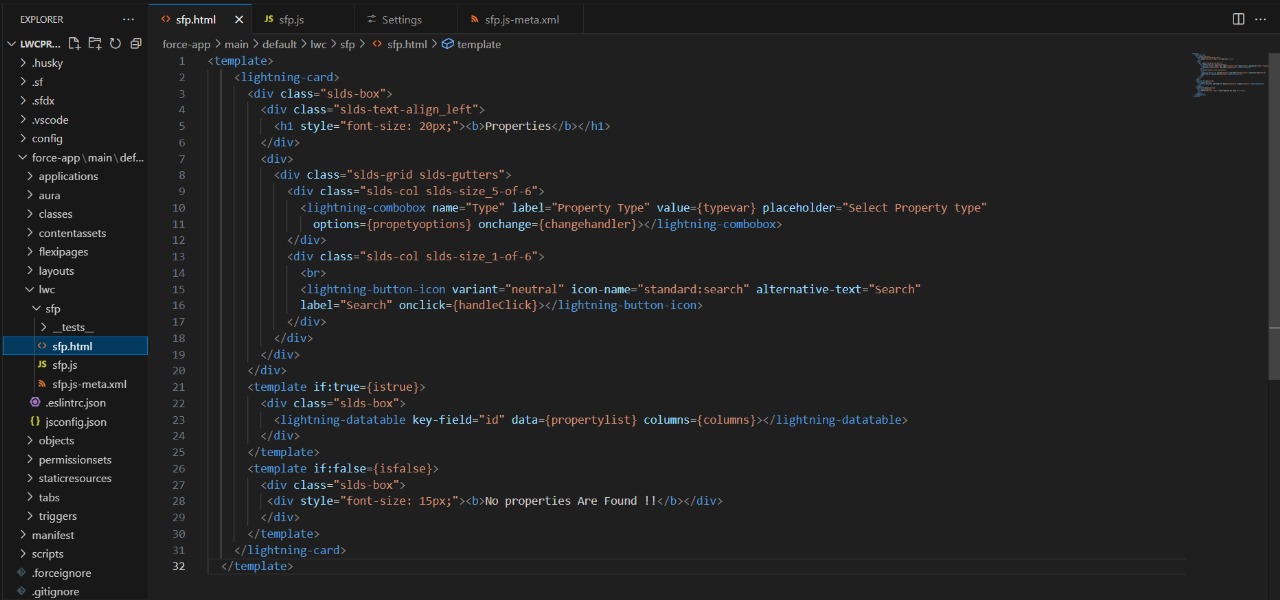 EXPLORER
sfp.html
JS sfp.js
Settings
sfp.js-meta.xml
LWCPR...
force-app > main > default > lwc > sfp > sfp.html > template
.husky
.sf
.sfdx
.vscode
config
force-app\main\def...
applications
aura
classes
contentassets
flexipages
layouts
lwc
sfp
__tests__
sfp.html
JS sfp.js
sfp.js-meta.xml
.eslintrc.json
{} jsconfig.json
objects
permissionsets
staticresources
tabs
triggers
manifest
scripts
.forceignore
.gitignore
1 <template>
2 <lightning-card>
3 <div class="slds-box">
4 <div class="slds-text-align_left">
5 <h1 style="font-size: 20px;"><b>Properties</b></h1>
6 </div>
7 <div>
8 <div class="slds-grid slds-gutters">
9 <div class="slds-col slds-size_5-of-6">
10 <lightning-combobox name="Type" label="Property Type" value={typevar} placeholder="Select Property type"
11 options={propetyoptions} onchange={changehandler}></lightning-combobox>
12 </div>
13 <div class="slds-col slds-size_1-of-6">
14 <br>
15 <lightning-button-icon variant="neutral" icon-name="standard:search" alternative-text="Search"
16 label="Search" onclick={handleClick}></lightning-button-icon>
17 </div>
18 </div>
19 </div>
20 </div>
21 <template if:true={istrue}>
22 <div class="slds-box">
23 <lightning-datatable key-field="id" data={propertylist} columns={columns}></lightning-datatable>
24 </div>
25 </template>
26 <template if:false={isfalse}>
27 <div class="slds-box">
28 <div style="font-size: 15px;"><b>No properties Are Found !!</b></div>
29 </div>
30 </template>
31 </lightning-card>
32 </template>